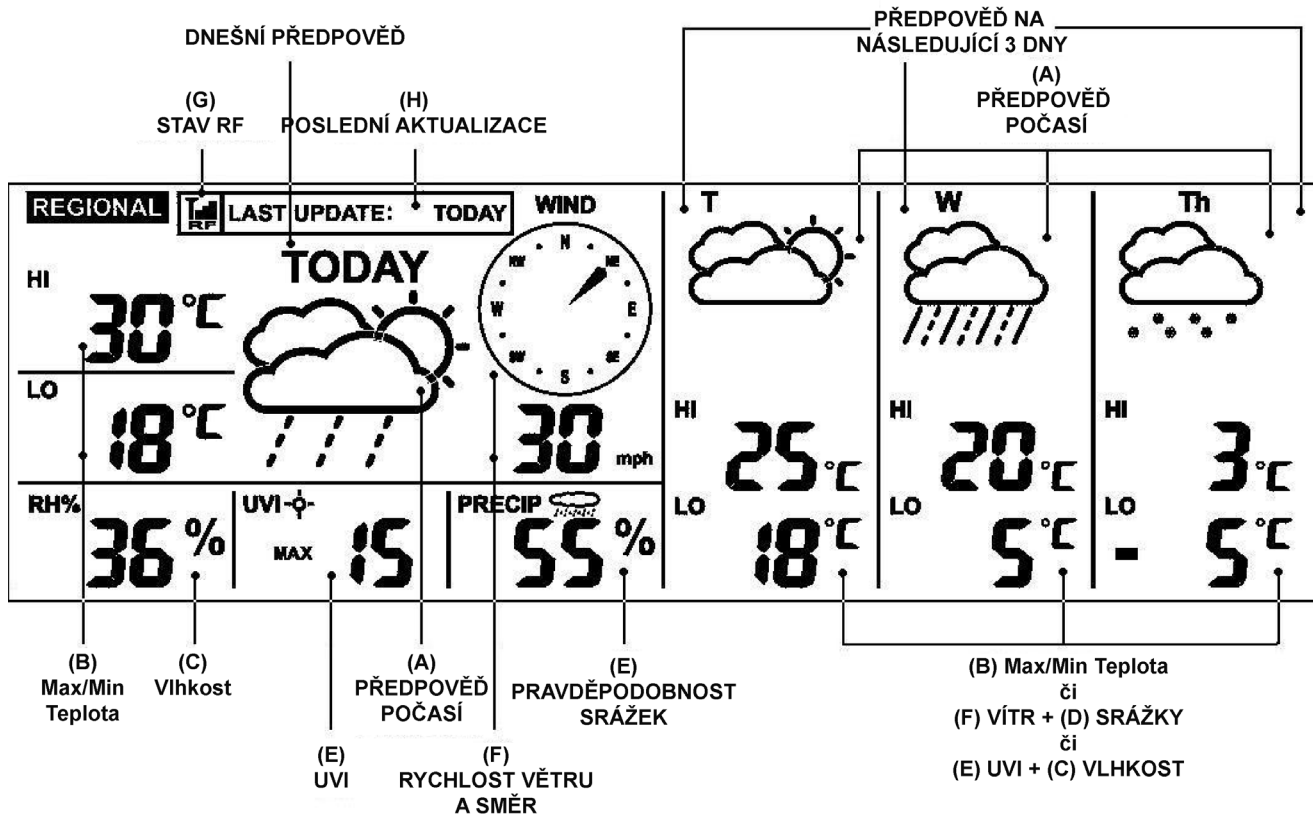 DNEŠNÍ PŘEDPOVĚĎ
PŘEDPOVĚĎ NA
NÁSLEDUJÍCÍ 3 DNY
(G)
STAV RF
(H)
POSLEDNÍ AKTUALIZACE
(A)
PŘEDPOVĚĎ
POČASÍ
REGIONAL
RF
LAST UPDATE: TODAY
WIND
T
W
Th
TODAY
HI
30 °C
LO
18 °C
N
NE
E
SE
S
SW
W
NW
30 mph
HI
25 °C
LO
18 °C
HI
20 °C
LO
5 °C
HI
3 °C
LO
- 5 °C
RH%
36 %
UVI
MAX 15
PRECIP
55 %
(B)
Max/Min
Teplota
(C)
Vlhkost
(E)
UVI
(A)
PŘEDPOVĚĎ
POČASÍ
(F)
RYCHLOST VĚTRU
A SMĚR
(E)
PRAVDĚPODOBNOST
SRÁŽEK
(B) Max/Min Teplota
či
(F) VÍTR + (D) SRÁŽKY
či
(E) UVI + (C) VLHKOST